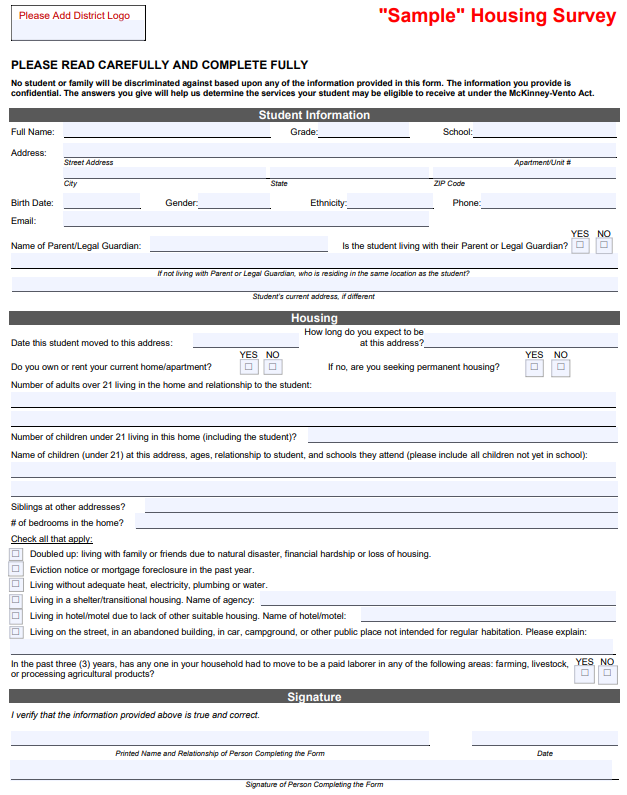 Please Add District Logo
"Sample" Housing Survey
PLEASE READ CAREFULLY AND COMPLETE FULLY
No student or family will be discriminated against based upon any of the information provided in this form. The information you provide is
confidential. The answers you give will help us determine the services your student may be eligible to receive at under the McKinney-Vento Act.
Student Information
Full Name: Grade: School:
Address:
Street Address Apartment/Unit #
City State ZIP Code
Birth Date: Gender: Ethnicity: Phone:
Email:
YES NO
Name of Parent/Legal Guardian: Is the student living with their Parent or Legal Guardian?
If not living with Parent or Legal Guardian, who is residing in the same location as the student?
Student's current address, if different
Housing
How long do you expect to be
Date this student moved to this address: at this address?
YES NO YES NO
Do you own or rent your current home/apartment? If no, are you seeking permanent housing?
Number of adults over 21 living in the home and relationship to the student:
Number of children under 21 living in this home (including the student)?
Name of children (under 21) at this address, ages, relationship to student, and schools they attend (please include all children not yet in school):
Siblings at other addresses?
# of bedrooms in the home?
Check all that apply:
Doubled up: living with family or friends due to natural disaster, financial hardship or loss of housing.
Eviction notice or mortgage foreclosure in the past year.
Living without adequate heat, electricity, plumbing or water.
Living in a shelter/transitional housing. Name of agency:
Living in hotel/motel due to lack of other suitable housing. Name of hotel/motel:
Living on the street, in an abandoned building, in car, campground, or other public place not intended for regular habitation. Please explain:
In the past three (3) years, has any one in your household had to move to be a paid laborer in any of the following areas: farming, livestock, YES NO
or processing agricultural products?
Signature
I verify that the information provided above is true and correct.
Printed Name and Relationship of Person Completing the Form Date
Signature of Person Completing the Form